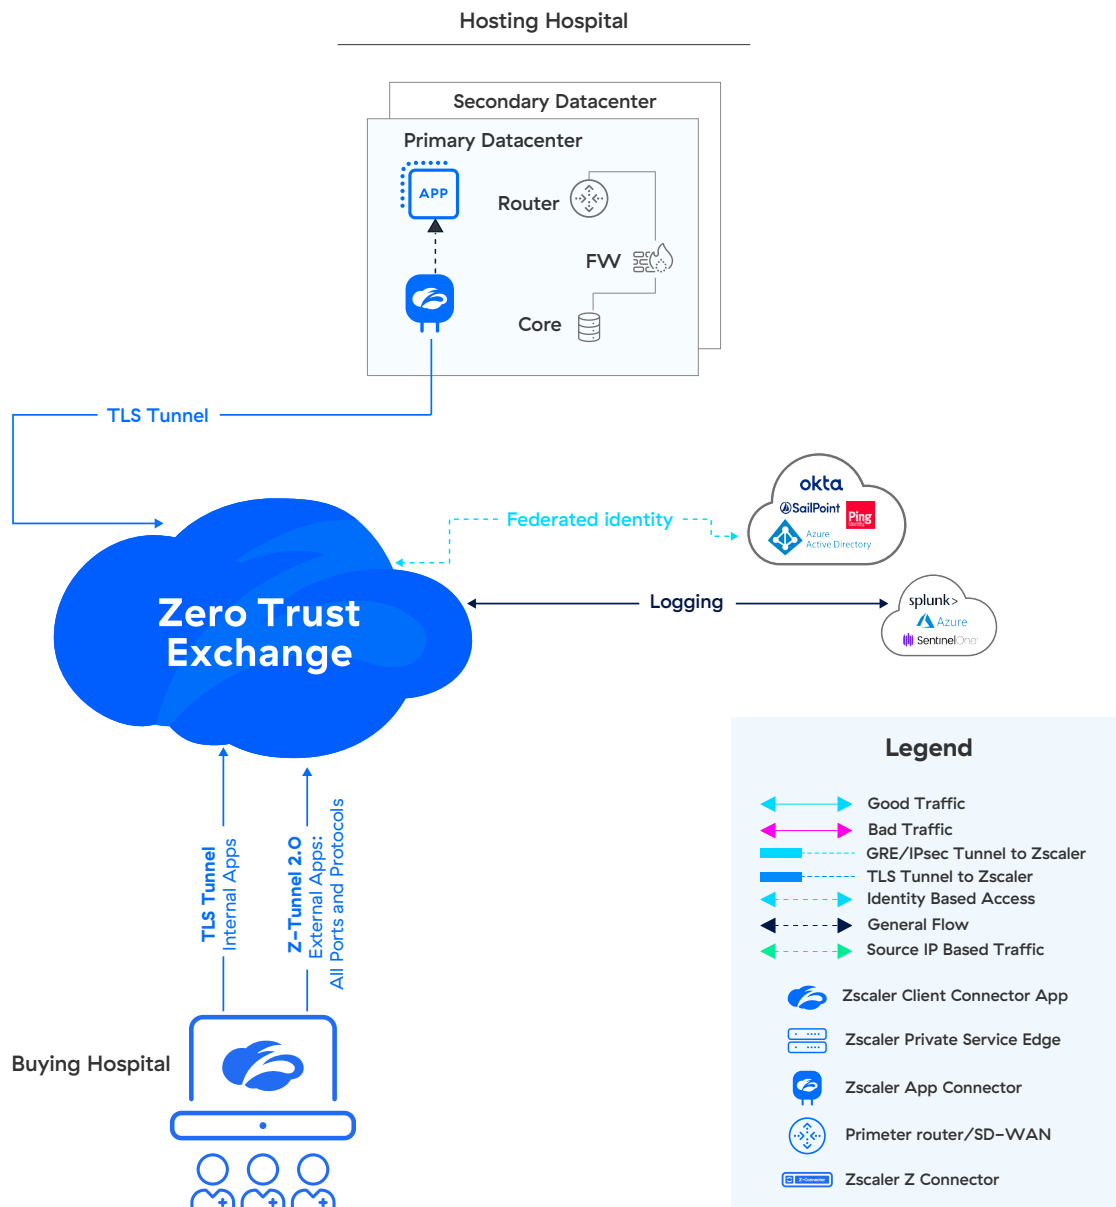 Hosting Hospital
Secondary Datacenter
Primary Datacenter
APP
Router
FW
Core
TLS Tunnel
okta
SailPoint
Ping
Identity
Azure
Active Directory
Federated identity
Logging
splunk>
Azure
SentinelOne
Zero Trust
Exchange
TLS Tunnel
Internal Apps
Z-Tunnel 2.0
External Apps:
All Ports and Protocols
Buying Hospital
Legend
Good Traffic
Bad Traffic
GRE/IPsec Tunnel to Zscaler
TLS Tunnel to Zscaler
Identity Based Access
General Flow
Source IP Based Traffic
Zscaler Client Connector App
Zscaler Private Service Edge
Zscaler App Connector
Primeter router/SD-WAN
Z-Connector
Zscaler Z Connector